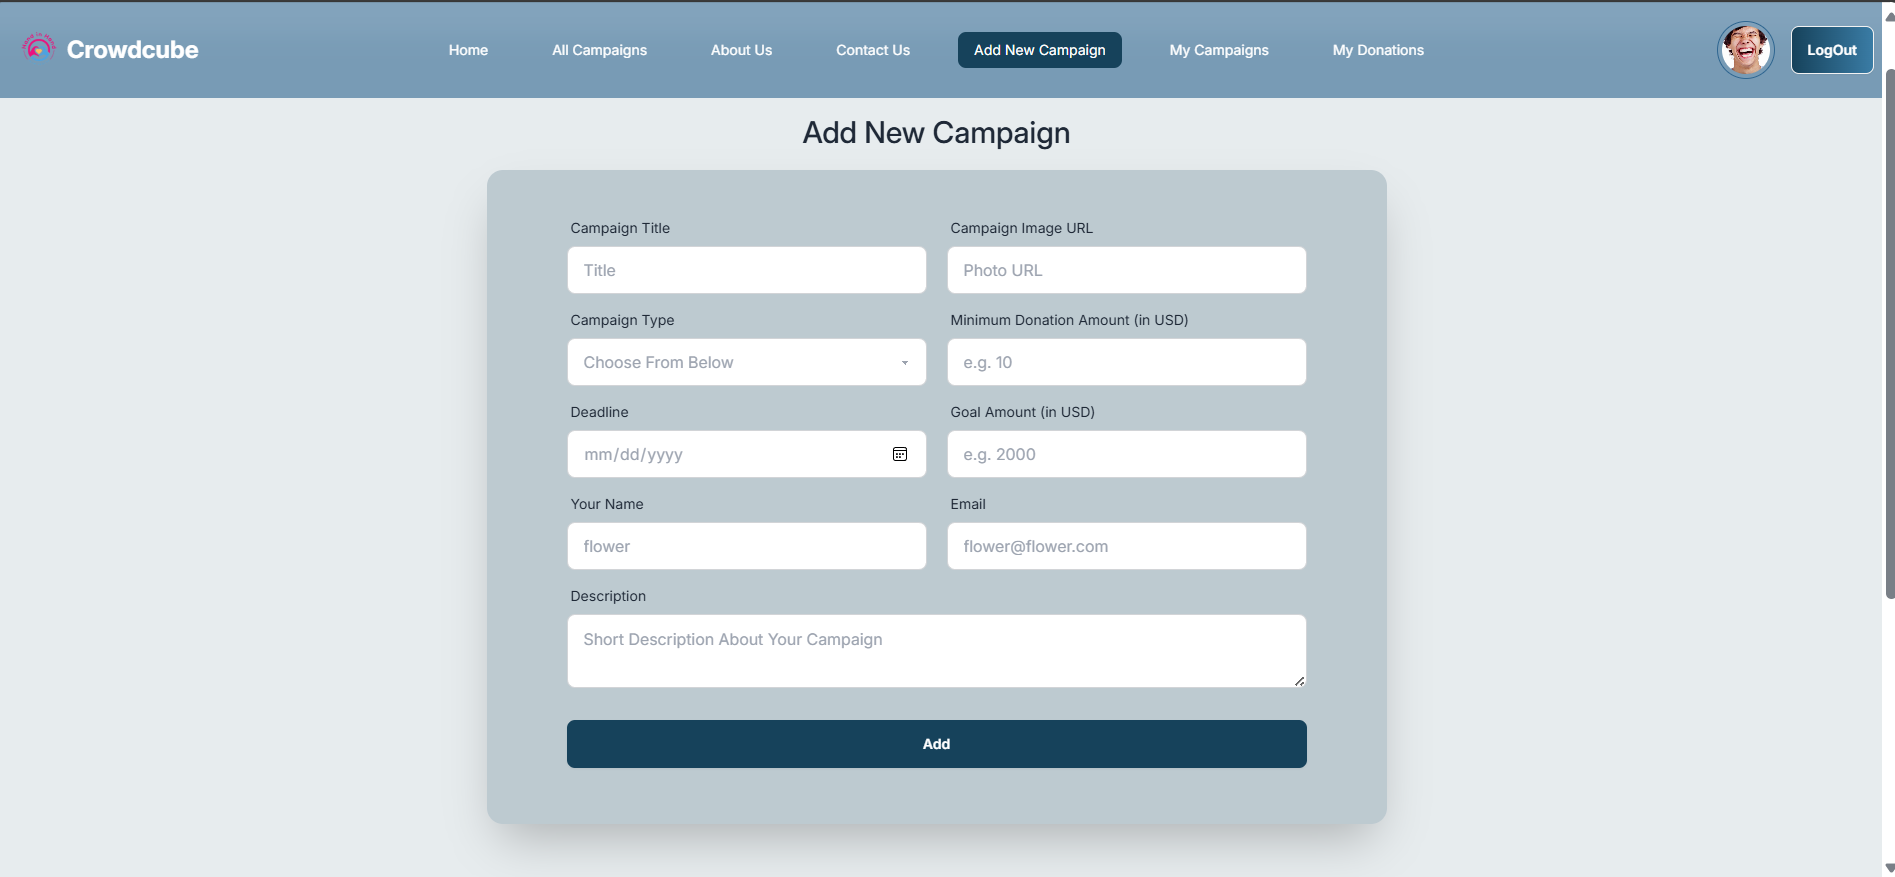 Crowdcube
Home
All Campaigns
About Us
Contact Us
Add New Campaign
My Campaigns
My Donations
LogOut
Add New Campaign
Campaign Title
Campaign Image URL
Title
Photo URL
Campaign Type
Minimum Donation Amount (in USD)
Choose From Below
e.g. 10
Deadline
Goal Amount (in USD)
mm/dd/yyyy
e.g. 2000
Your Name
Email
flower
flower@flower.com
Description
Short Description About Your Campaign
Add